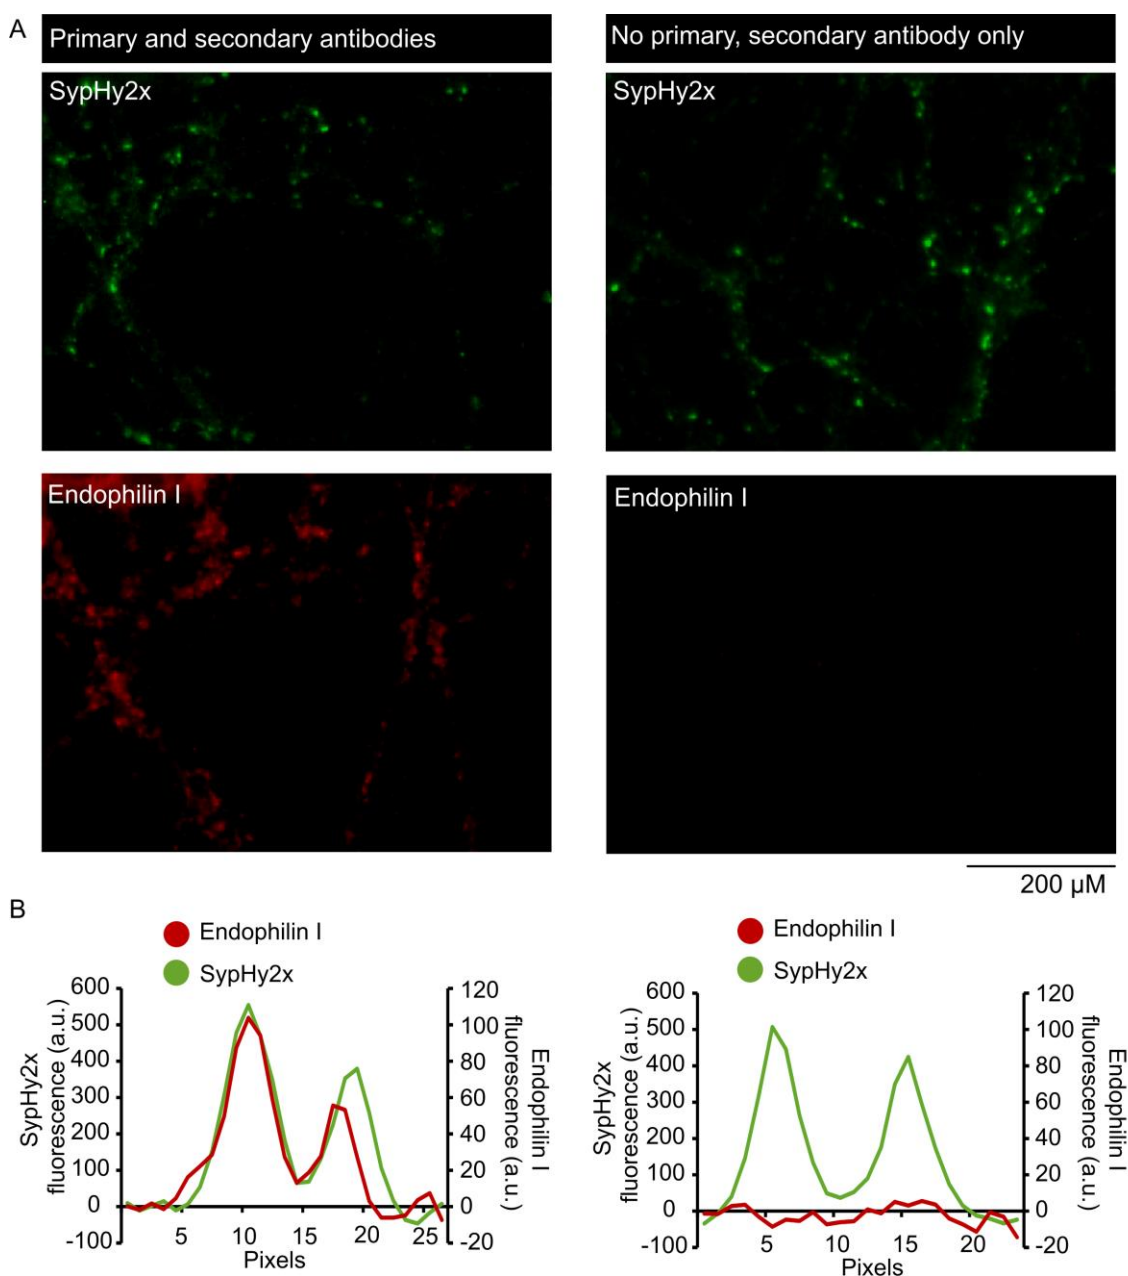 A
Primary and secondary antibodies
No primary, secondary antibody only
SypHy2x
SypHy2x
Endophilin I
Endophilin I
200 µM
B
Endophilin I
SypHy2x
SypHy2x
fluorescence (a.u.)
600
500
400
300
200
100
0
-100
5
10
15
20
25
Pixels
120
100
80
60
40
20
0
-20
Endophilin I
fluorescence (a.u.)
Endophilin I
SypHy2x
SypHy2x
fluorescence (a.u.)
600
500
400
300
200
100
0
-100
5
10
15
20
Pixels
120
100
80
60
40
20
0
-20
Endophilin I
fluorescence (a.u.)